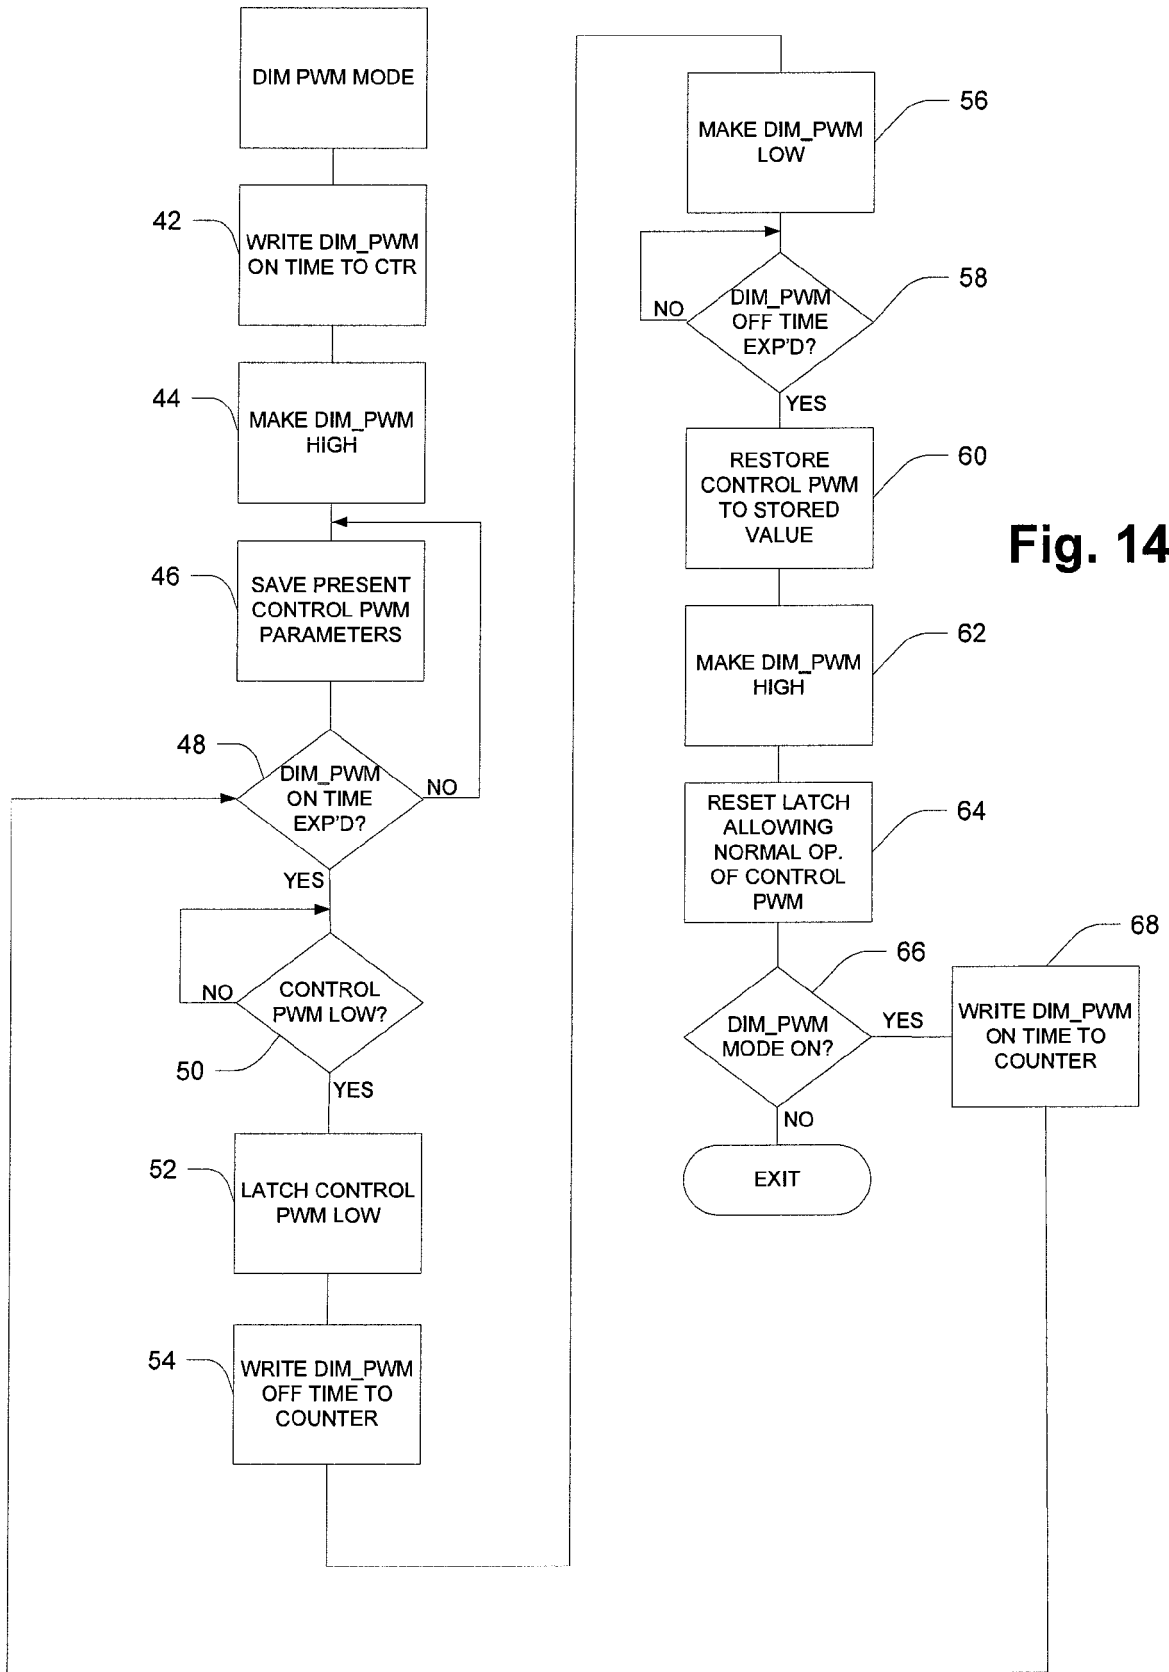 DIM PWM MODE
42
WRITE DIM_PWM
ON TIME TO CTR
44
MAKE DIM_PWM
HIGH
46
SAVE PRESENT
CONTROL PWM
PARAMETERS
48
DIM_PWM
ON TIME
EXP'D?
NO
YES
CONTROL
PWM LOW?
NO
50
YES
52
LATCH CONTROL
PWM LOW
54
WRITE DIM_PWM
OFF TIME TO
COUNTER
56
MAKE DIM_PWM
LOW
58
DIM_PWM
OFF TIME
EXP'D?
NO
YES
60
RESTORE
CONTROL PWM
TO STORED
VALUE
Fig. 14
62
MAKE DIM_PWM
HIGH
64
RESET LATCH
ALLOWING
NORMAL OP.
OF CONTROL
PWM
66
DIM_PWM
MODE ON?
YES
68
WRITE DIM_PWM
ON TIME TO
COUNTER
NO
EXIT